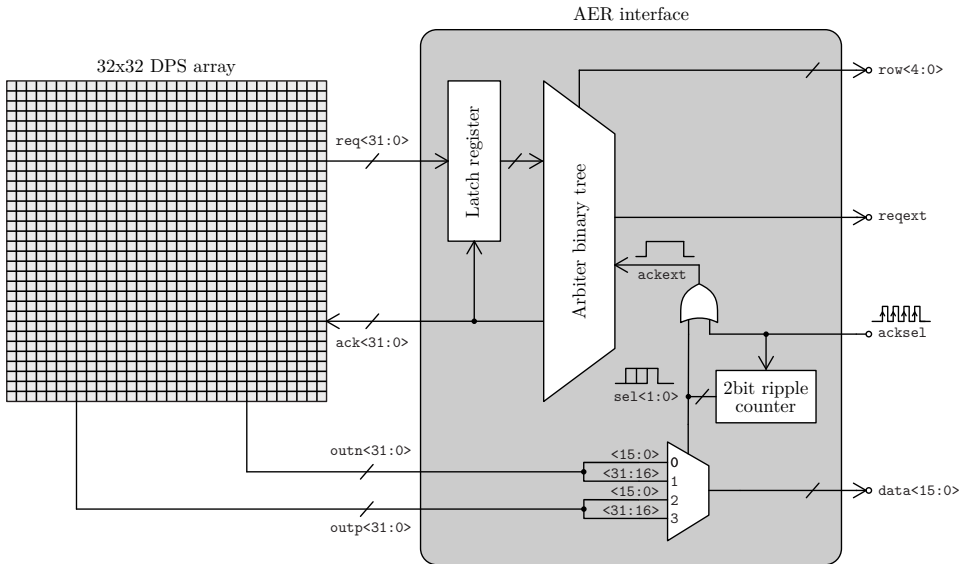 AER interface
32x32 DPS array
row<4:0>
req<31:0>
Latch register
Arbiter binary tree
reqext
ackext
ack<31:0>
acksel
sel<1:0>
2bit ripple
counter
outn<31:0>
<15:0>
0
<31:16>
1
<15:0>
2
<31:16>
3
data<15:0>
outp<31:0>